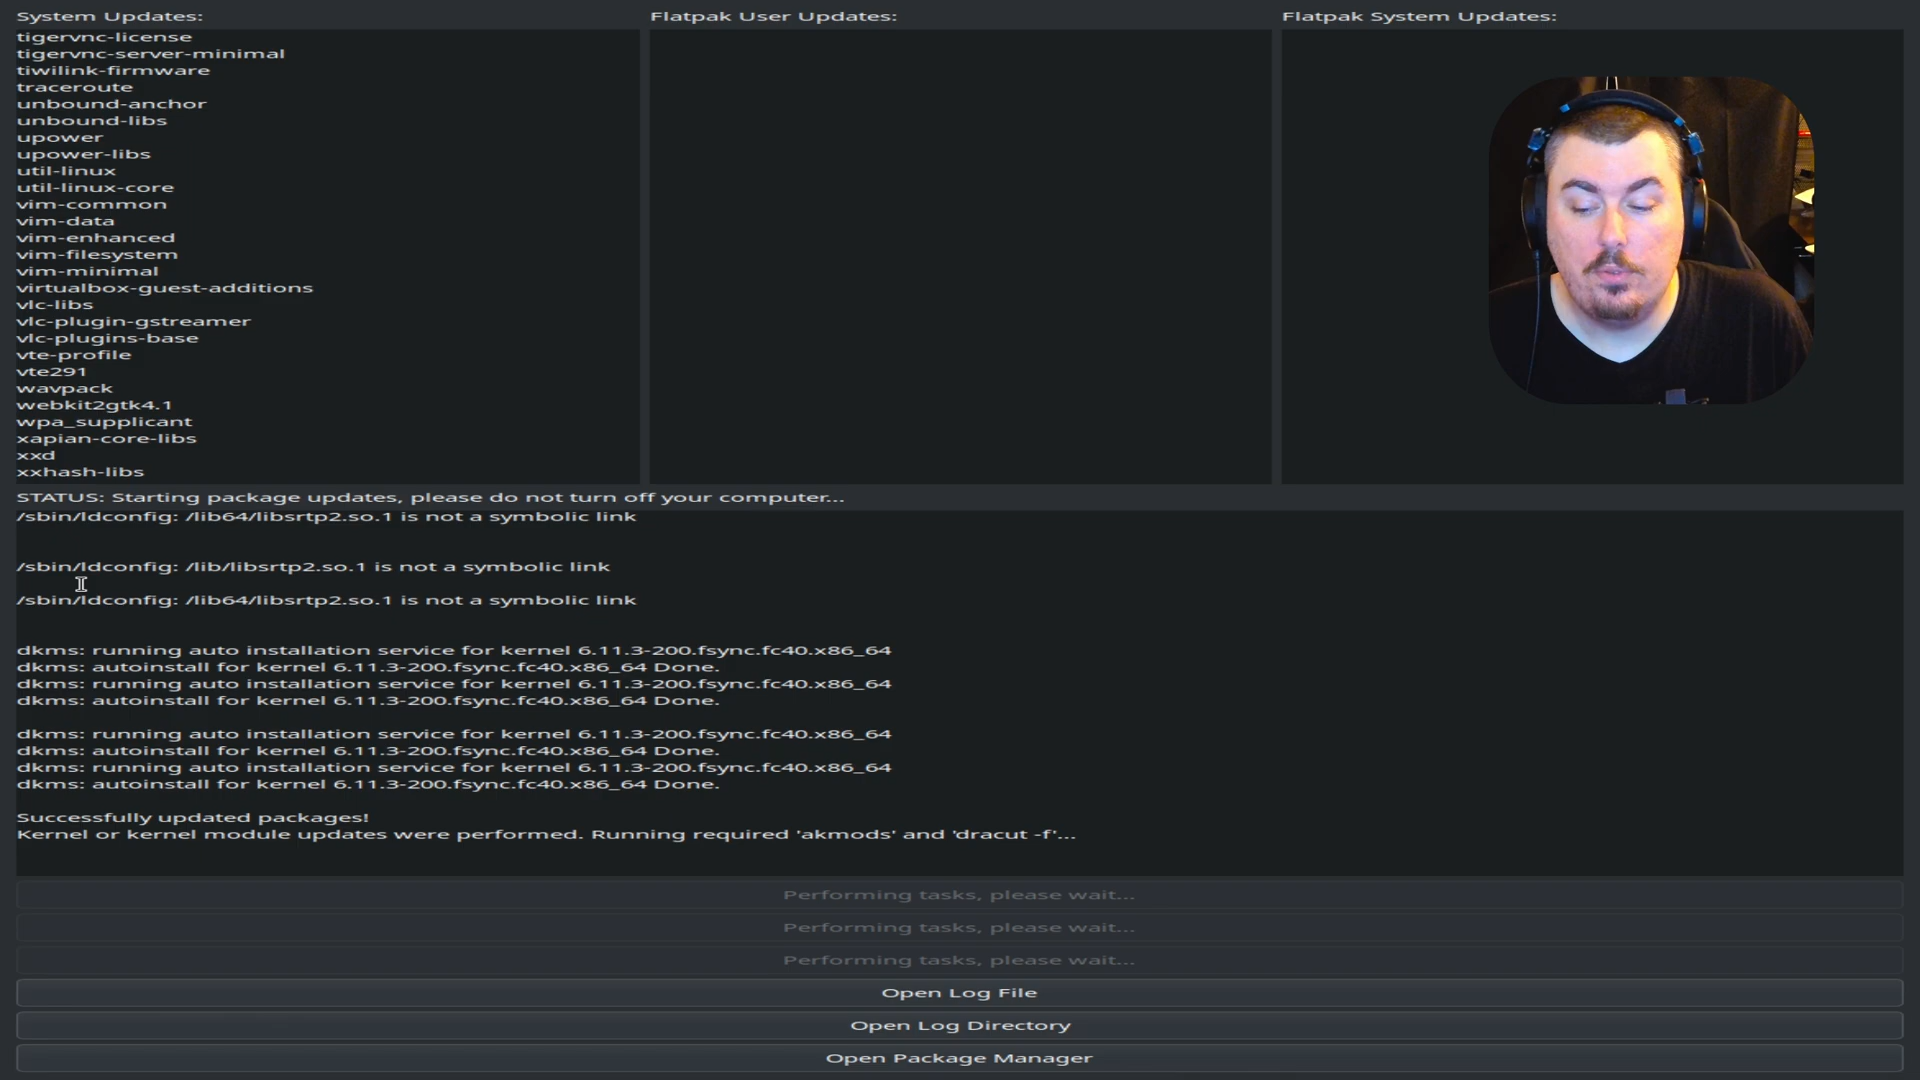 System Updates:
tigervnc-license
tigervnc-server-minimal
tiwilink-firmware
traceroute
unbound-anchor
unbound-libs
upower
upower-libs
util-linux
util-linux-core
vim-common
vim-data
vim-enhanced
vim-filesystem
vim-minimal
virtualbox-guest-additions
vlc-libs
vlc-plugin-gstreamer
vlc-plugins-base
vte-profile
vte291
wavpack
webkit2gtk4.1
wpa_supplicant
xapian-core-libs
xxd
xxhash-libs
Flatpak User Updates:
Flatpak System Updates:
STATUS: Starting package updates, please do not turn off your computer...
/sbin/ldconfig: /lib64/libsrtp2.so.1 is not a symbolic link
/sbin/ldconfig: /lib/libsrtp2.so.1 is not a symbolic link
/sbin/ldconfig: /lib64/libsrtp2.so.1 is not a symbolic link
dkms: running auto installation service for kernel 6.11.3-200.fsync.fc40.x86_64
dkms: autoinstall for kernel 6.11.3-200.fsync.fc40.x86_64 Done.
dkms: running auto installation service for kernel 6.11.3-200.fsync.fc40.x86_64
dkms: autoinstall for kernel 6.11.3-200.fsync.fc40.x86_64 Done.
dkms: running auto installation service for kernel 6.11.3-200.fsync.fc40.x86_64
dkms: autoinstall for kernel 6.11.3-200.fsync.fc40.x86_64 Done.
dkms: running auto installation service for kernel 6.11.3-200.fsync.fc40.x86_64
dkms: autoinstall for kernel 6.11.3-200.fsync.fc40.x86_64 Done.
Successfully updated packages!
Kernel or kernel module updates were performed. Running required 'akmods' and 'dracut -f'...
Performing tasks, please wait...
Performing tasks, please wait...
Performing tasks, please wait...
Open Log File
Open Log Directory
Open Package Manager